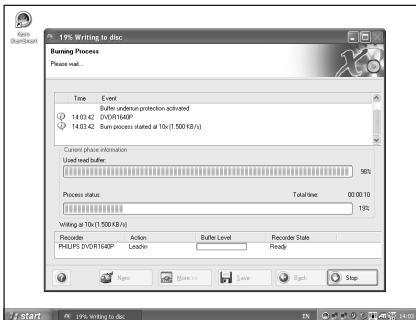 Nero
StartSmart
19% Writing to disc
Burning Process
Please wait...
Time Event
Buffer underrun protection activated
14:03:42 DVDR1640P
14:03:42 Burn process started at 10x (1.500 KB/s)
Current phase information
Used read buffer:
98%
Process status: Total time: 00:00:10
19%
Writing at 10x (1.500 KB/s)
Recorder Action Buffer Level Recorder State
PHILIPS DVDR1640P Lead-in Ready
Nero More >> Save Back Stop
start 19% Writing to disc EN 14:03